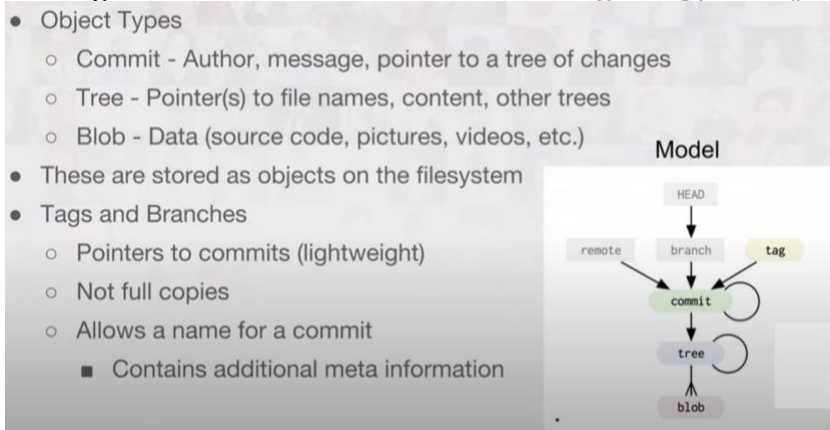 ● Object Types
○ Commit - Author, message, pointer to a tree of changes
○ Tree - Pointer(s) to file names, content, other trees
○ Blob - Data (source code, pictures, videos, etc.)
● These are stored as objects on the filesystem
● Tags and Branches
○ Pointers to commits (lightweight)
○ Not full copies
○ Allows a name for a commit
■ Contains additional meta information
Model
HEAD
remote branch tag
commit
tree
blob